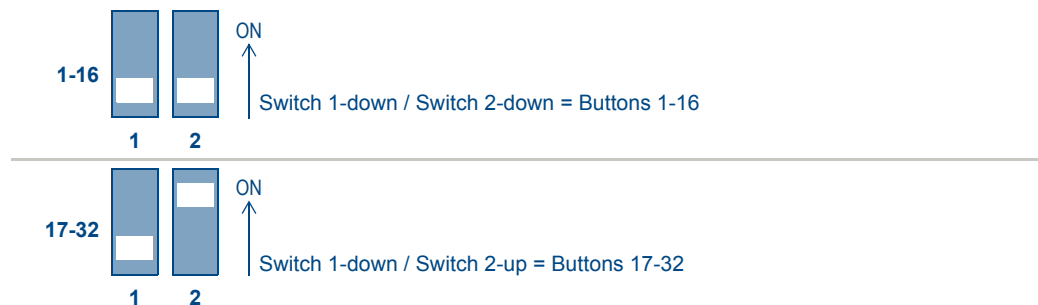 ON
1-16
Switch 1-down / Switch 2-down = Buttons 1-16
1 2
ON
17-32
Switch 1-down / Switch 2-up = Buttons 17-32
1 2